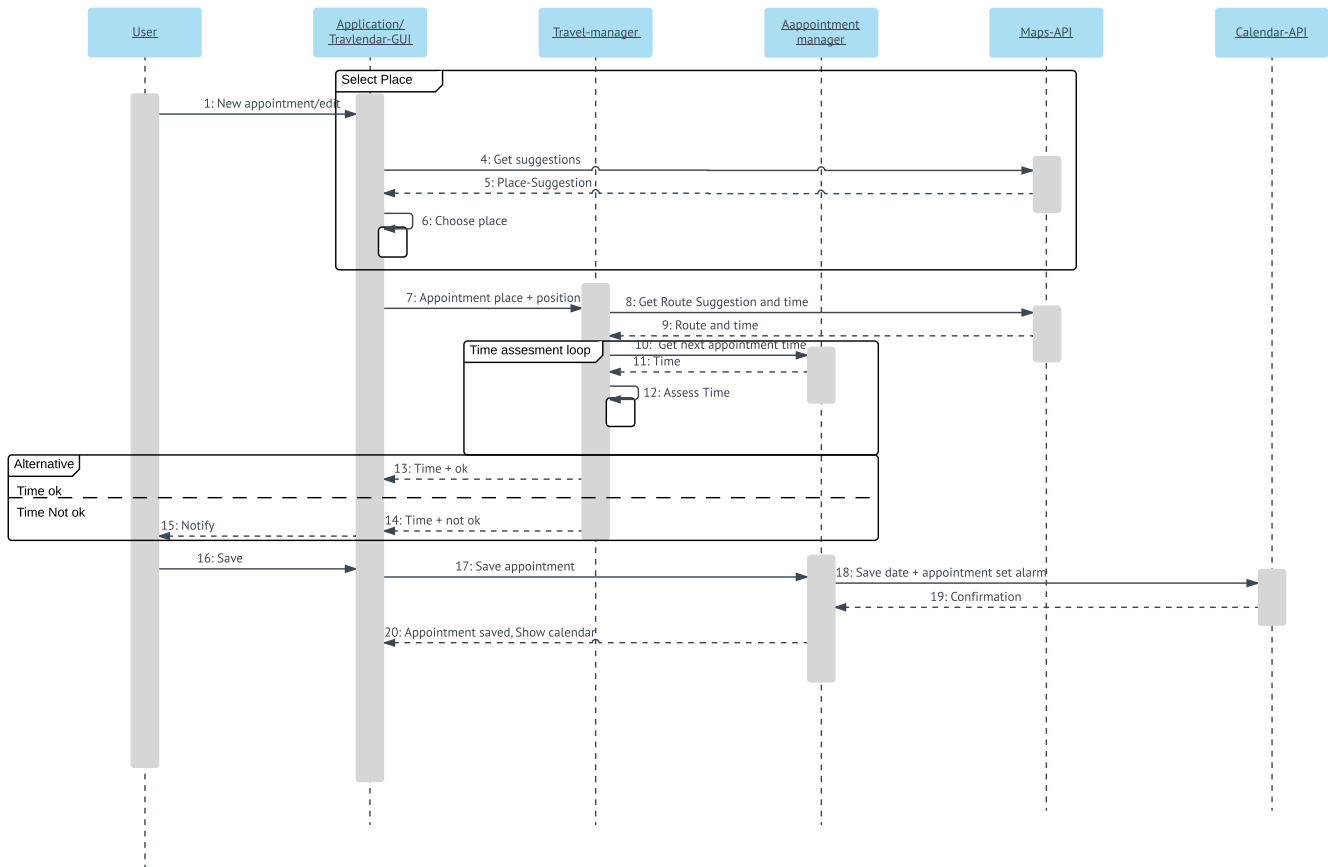 User
Application/
Travlendar-GUI
Travel-manager
Aappointment
manager
Maps-API
Calendar-API
Select Place
1: New appointment/edit
4: Get suggestions
5: Place-Suggestion
6: Choose place
7: Appointment place + position
8: Get Route Suggestion and time
9: Route and time
Time assesment loop
10:  Get next appointment time
11: Time
12: Assess Time
Alternative
13: Time + ok
Time ok
Time Not ok
14: Time + not ok
15: Notify
16: Save
17: Save appointment
18: Save date + appointment set alarm
19: Confirmation
20: Appointment saved, Show calendar